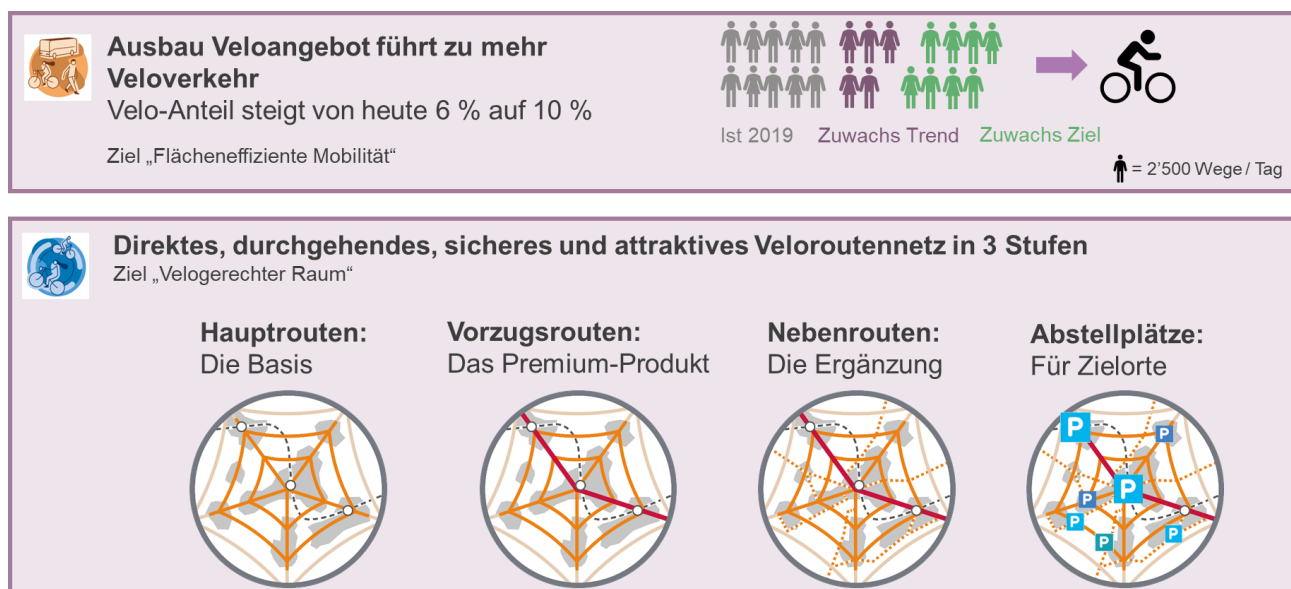 Ausbau Veloangebot führt zu mehr
Veloverkehr
Velo-Anteil steigt von heute 6 % auf 10 %
Ziel „Flächeneffiziente Mobilität“
Ist 2019 Zuwachs Trend Zuwachs Ziel
= 2’500 Wege / Tag
Direktes, durchgehendes, sicheres und attraktives Veloroutennetz in 3 Stufen
Ziel „Velogerechter Raum“
Hauptrouten:
Die Basis
Vorzugsrouten:
Das Premium-Produkt
Nebenrouten:
Die Ergänzung
Abstellplätze:
Für Zielorte
P
P
P
P
P
P
P